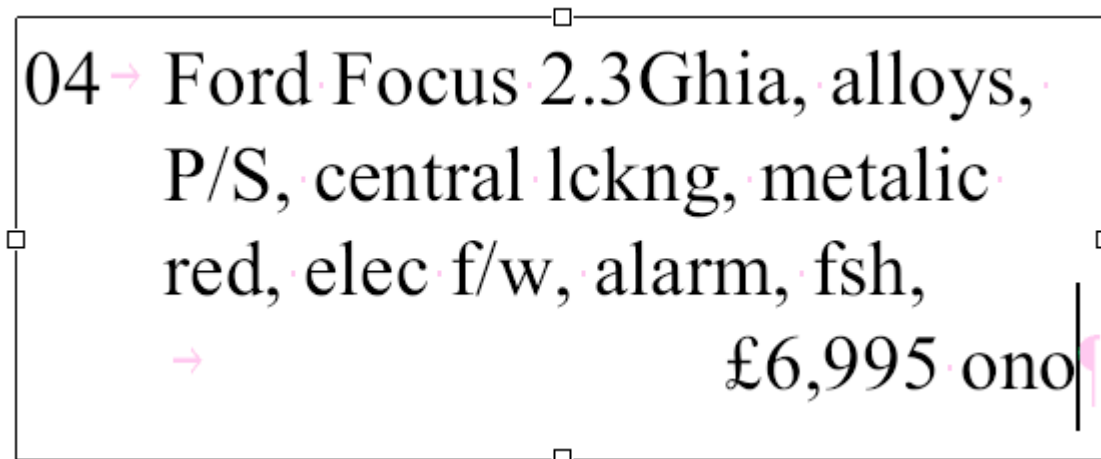 04 Ford Focus 2.3Ghia, alloys,
P/S, central lckng, metalic
red, elec f/w, alarm, fsh,
£6,995 ono